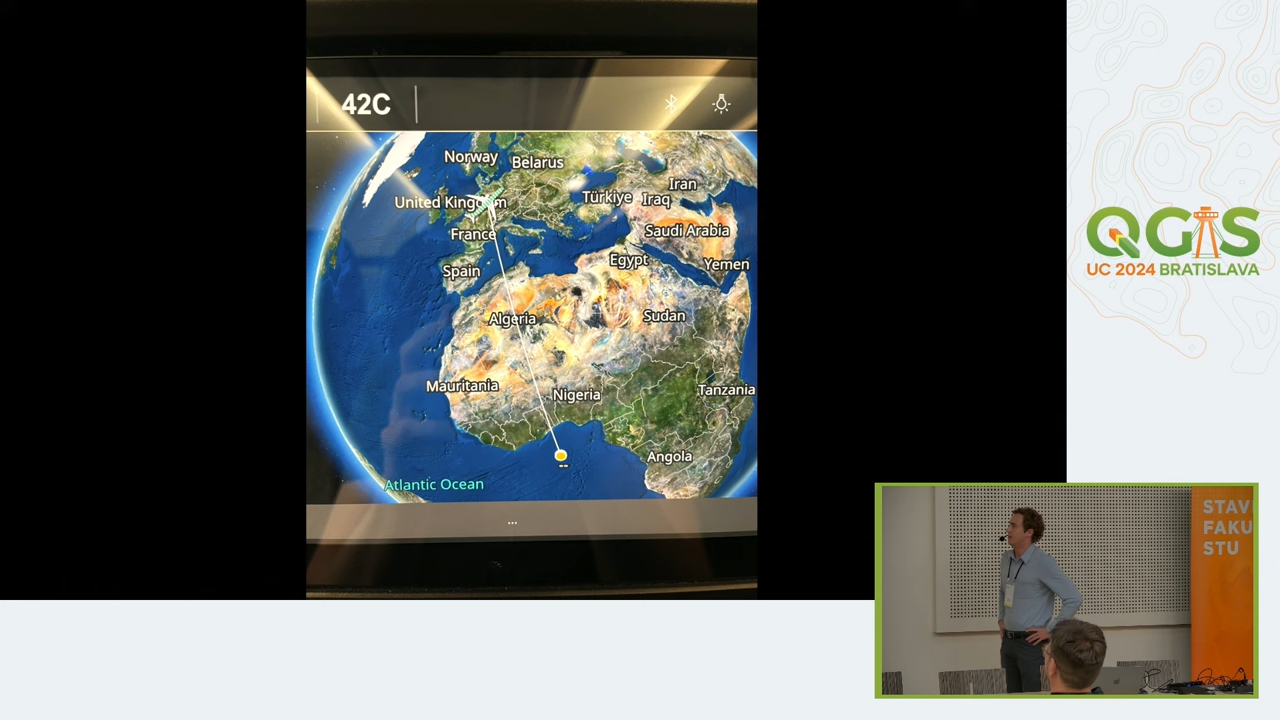 42C
Norway
Belarus
United Kingdom
Türkiye
Iraq
Iran
France
Saudi Arabia
Spain
Egypt
Yemen
Algeria
Sudan
Mauritania
Nigeria
Tanzania
Angola
--
Atlantic Ocean
...
QGIS
UC 2024 BRATISLAVA
STAV
FAKU
STU